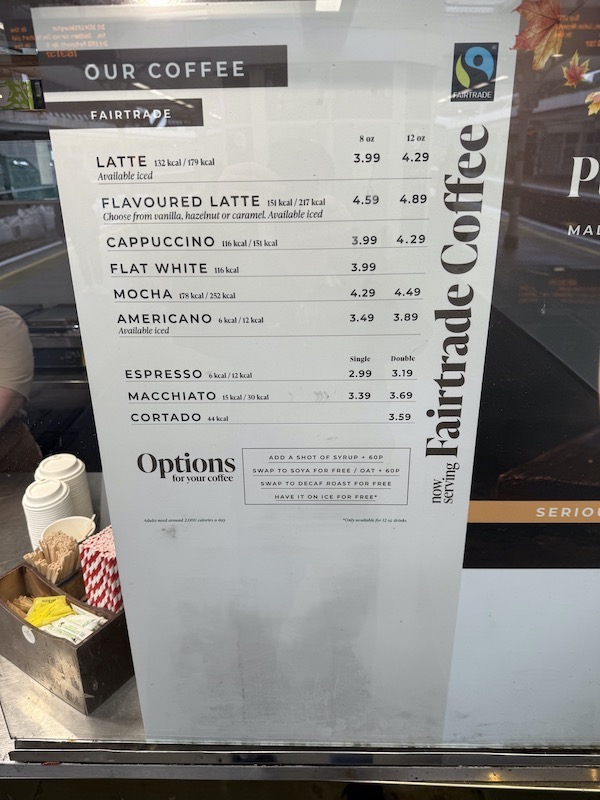 OUR COFFEE
FAIRTRADE
FAIRTRADE
8 oz 12 oz
LATTE 132 kcal / 179 kcal 3.99 4.29
Available iced
FLAVOURED LATTE 151 kcal / 217 kcal 4.59 4.89
Choose from vanilla, hazelnut or caramel. Available iced
CAPPUCCINO 116 kcal / 151 kcal 3.99 4.29
FLAT WHITE 116 kcal 3.99
MOCHA 178 kcal / 252 kcal 4.29 4.49
AMERICANO 6 kcal / 12 kcal 3.49 3.89
Available iced
Single Double
ESPRESSO 6 kcal / 12 kcal 2.99 3.19
MACCHIATO 15 kcal / 30 kcal 3.39 3.69
CORTADO 44 kcal 3.59
Options
for your coffee
ADD A SHOT OF SYRUP + 60P
SWAP TO SOYA FOR FREE / OAT + 60P
SWAP TO DECAF ROAST FOR FREE
HAVE IT ON ICE FOR FREE*
Adults need around 2,000 calories a day
*Only available for 12 oz drinks
now
serving
Fairtrade Coffee
P
MAL
SERIOU